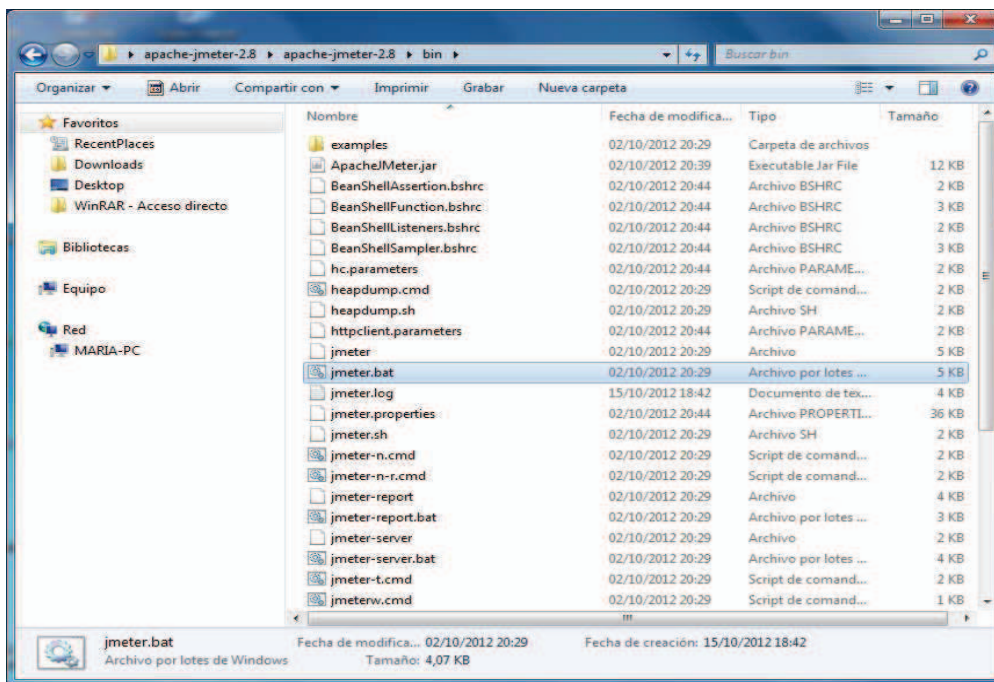 apache-jmeter-2.8 apache-jmeter-2.8 bin Buscar bin
Organizar Abrir Compartir con Imprimir Grabar Nueva carpeta
Favoritos
RecentPlaces
Downloads
Desktop
WinRAR - Acceso directo
Bibliotecas
Equipo
Red
MARIA-PC
Nombre Fecha de modifica... Tipo Tamaño
examples 02/10/2012 20:29 Carpeta de archivos
ApacheJMeter.jar 02/10/2012 20:39 Executable Jar File 12 KB
BeanShellAssertion.bshrc 02/10/2012 20:44 Archivo BSHRC 2 KB
BeanShellFunction.bshrc 02/10/2012 20:44 Archivo BSHRC 3 KB
BeanShellListeners.bshrc 02/10/2012 20:44 Archivo BSHRC 2 KB
BeanShellSampler.bshrc 02/10/2012 20:44 Archivo BSHRC 3 KB
hc.parameters 02/10/2012 20:44 Archivo PARAME... 2 KB
heapdump.cmd 02/10/2012 20:29 Script de comand... 2 KB
heapdump.sh 02/10/2012 20:29 Archivo SH 2 KB
httpclient.parameters 02/10/2012 20:44 Archivo PARAME... 2 KB
jmeter 02/10/2012 20:29 Archivo 5 KB
jmeter.bat 02/10/2012 20:29 Archivo por lotes ... 5 KB
jmeter.log 15/10/2012 18:42 Documento de tex... 4 KB
jmeter.properties 02/10/2012 20:44 Archivo PROPERTI... 36 KB
jmeter.sh 02/10/2012 20:29 Archivo SH 2 KB
jmeter-n.cmd 02/10/2012 20:29 Script de comand... 2 KB
jmeter-n-r.cmd 02/10/2012 20:29 Script de comand... 2 KB
jmeter-report 02/10/2012 20:29 Archivo 4 KB
jmeter-report.bat 02/10/2012 20:29 Archivo por lotes ... 3 KB
jmeter-server 02/10/2012 20:29 Archivo 2 KB
jmeter-server.bat 02/10/2012 20:29 Archivo por lotes ... 4 KB
jmeter-t.cmd 02/10/2012 20:29 Script de comand... 2 KB
jmeterw.cmd 02/10/2012 20:29 Script de comand... 1 KB
jmeter.bat Fecha de modifica... 02/10/2012 20:29 Fecha de creación: 15/10/2012 18:42
Archivo por lotes de Windows Tamaño: 4,07 KB